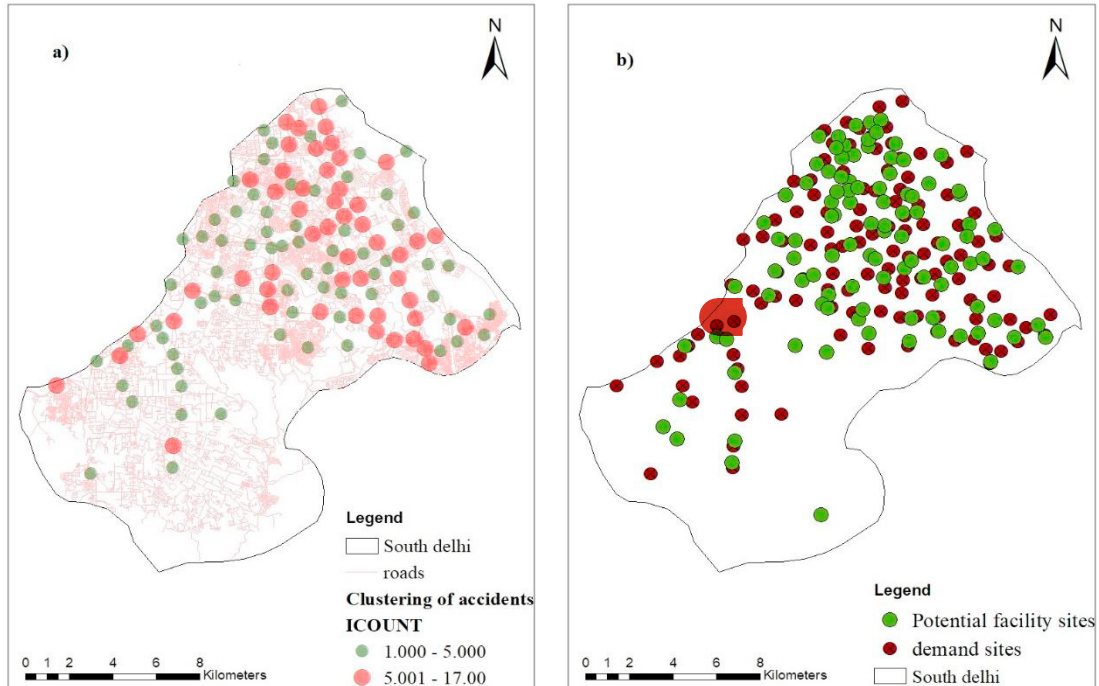 a)
N
Legend
South delhi
roads
Clustering of accidents
ICOUNT
1.000 - 5.000
5.001 - 17.00
0 1 2 4 6 8
Kilometers
b)
N
Legend
Potential facility sites
demand sites
South delhi
0 1 2 4 6 8
Kilometers